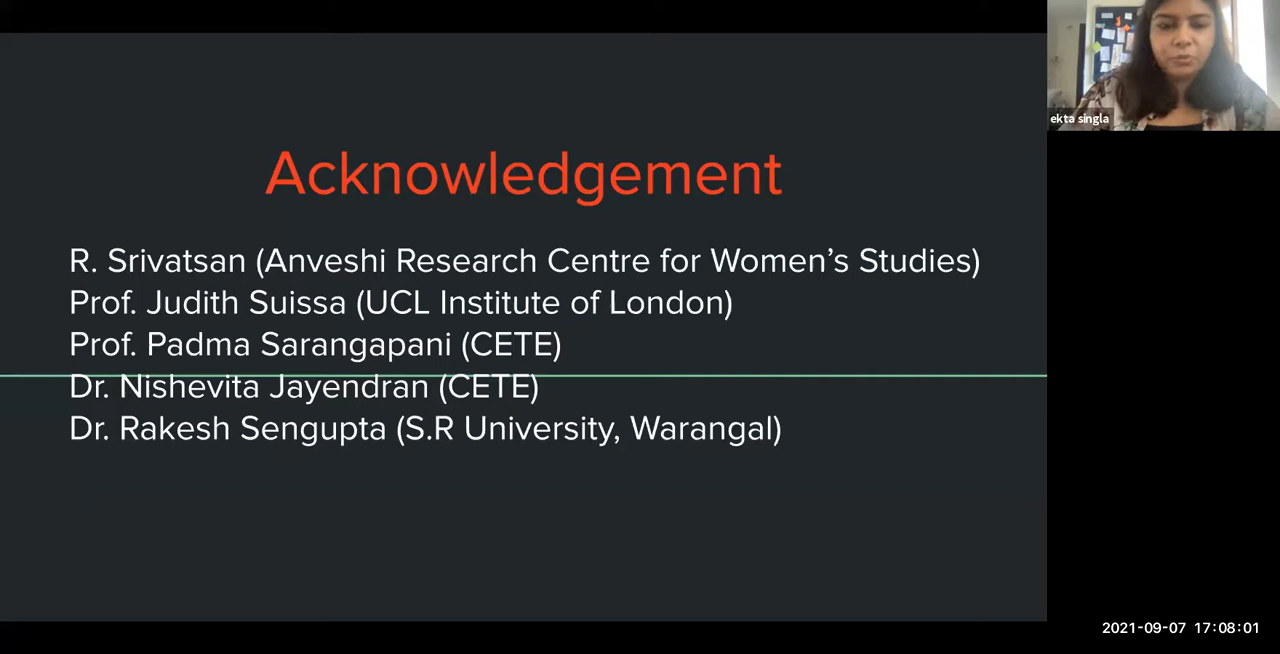 ekta singla
Acknowledgement
R. Srivatsan (Anveshi Research Centre for Women’s Studies)
Prof. Judith Suissa (UCL Institute of London)
Prof. Padma Sarangapani (CETE)
Dr. Nishevita Jayendran (CETE)
Dr. Rakesh Sengupta (S.R University, Warangal)
2021-09-07 17:08:01